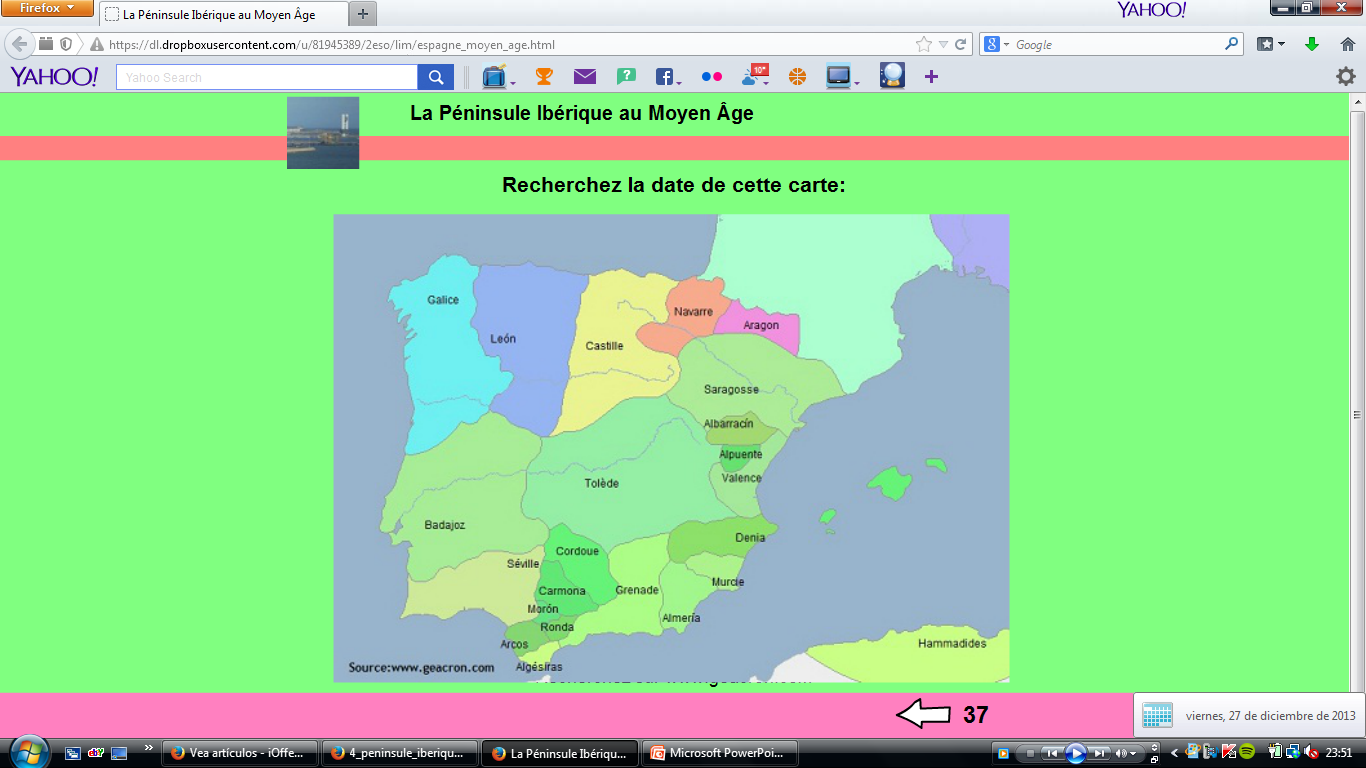 Firefox
La Péninsule Ibérique au Moyen Âge
+
YAHOO!
https://dl.dropboxusercontent.com/u/81945389/2eso/lim/espagne_moyen_age.html
Google
YAHOO!
Yahoo Search
10°
La Péninsule Ibérique au Moyen Âge
Recherchez la date de cette carte:
Galice
León
Castille
Navarre
Aragon
Saragosse
Albarracín
Alpuente
Valence
Tolède
Badajoz
Denia
Cordoue
Séville
Murcie
Carmona
Grenade
Morón
Almería
Ronda
Arcos
Hammadides
Source:www.geacron.com
Algésiras
37
viernes, 27 de diciembre de 2013
Vea artículos - iOffe...
4_peninsule_iberiqu...
La Péninsule Ibériqu...
Microsoft PowerPoi...
23:51